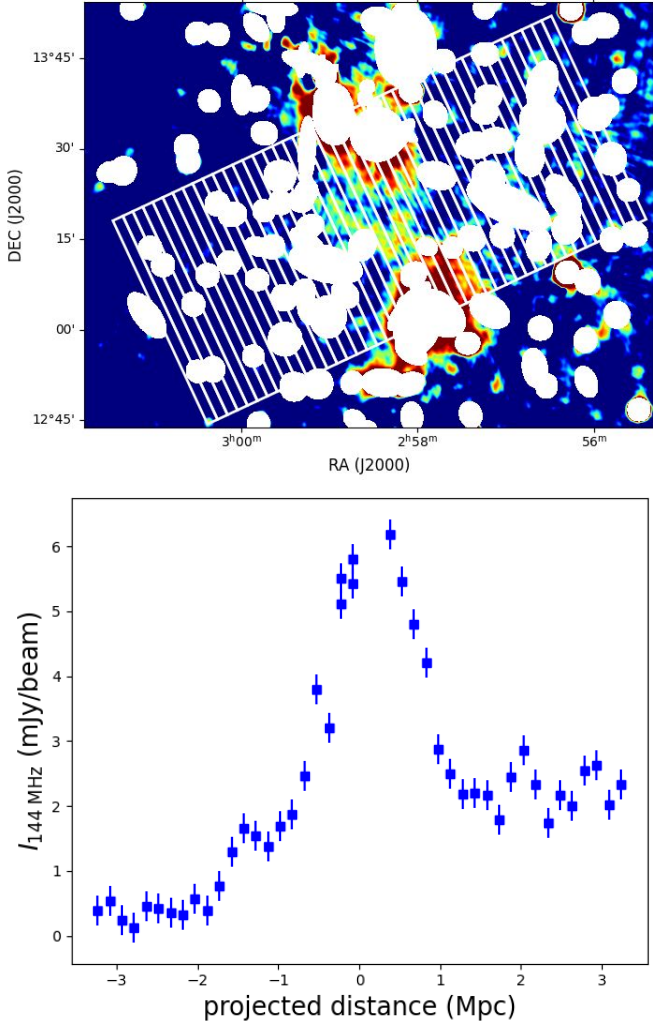 13°45'
30'
15'
00'
12°45'
DEC (J2000)
3h00m
2h58m
56m
RA (J2000)
6
5
4
3
2
1
0
I144 MHz (mJy/beam)
−3
−2
−1
0
1
2
3
projected distance (Mpc)